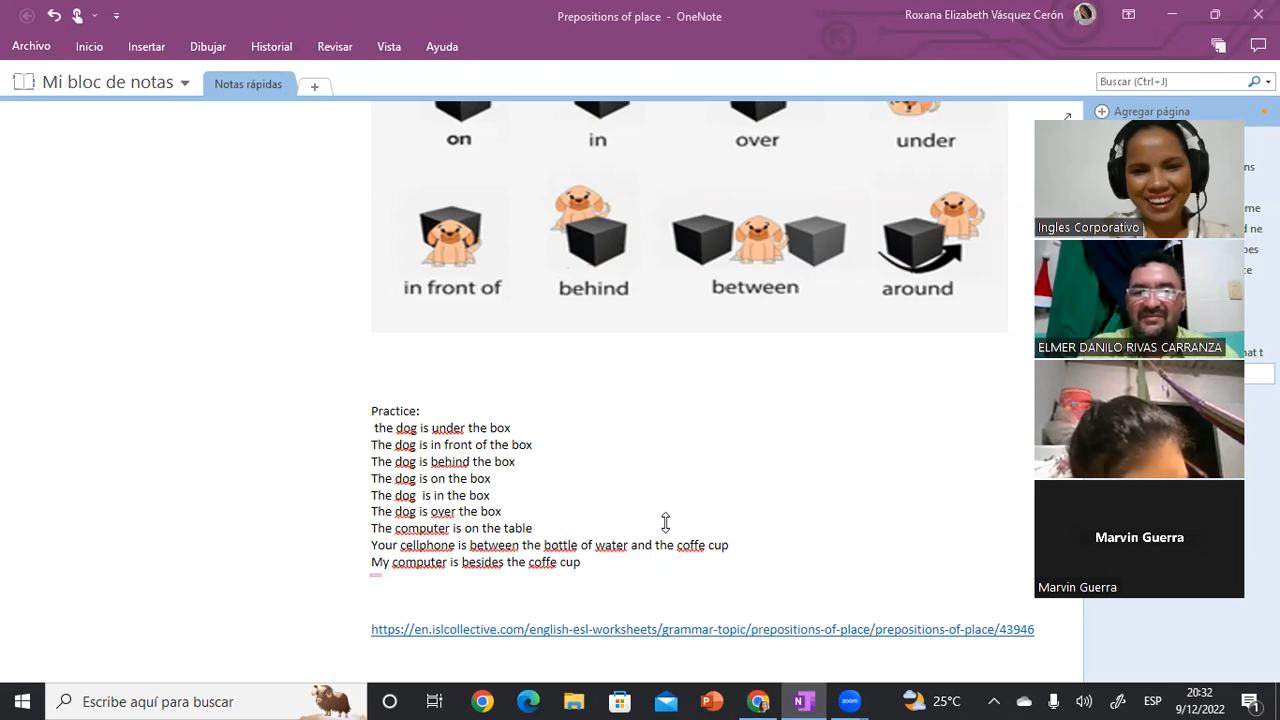 Prepositions of place - OneNote
Roxana Elizabeth Vásquez Cerón
Archivo Inicio Insertar Dibujar Historial Revisar Vista Ayuda
Mi bloc de notas
Notas rápidas
Buscar (Ctrl+J)
Agregar página
on in over under
in front of behind between around
Practice:
the dog is under the box
The dog is in front of the box
The dog is behind the box
The dog is on the box
The dog is in the box
The dog is over the box
The computer is on the table
Your cellphone is between the bottle of water and the coffe cup
My computer is besides the coffe cup
https://en.islcollective.com/english-esl-worksheets/grammar-topic/prepositions-of-place/prepositions-of-place/43946
Ingles Corporativo
ELMER DANILO RIVAS CARRANZA
Marvin Guerra
Marvin Guerra
Escribe aquí para buscar
zoom
25°C
ESP
20:32
9/12/2022